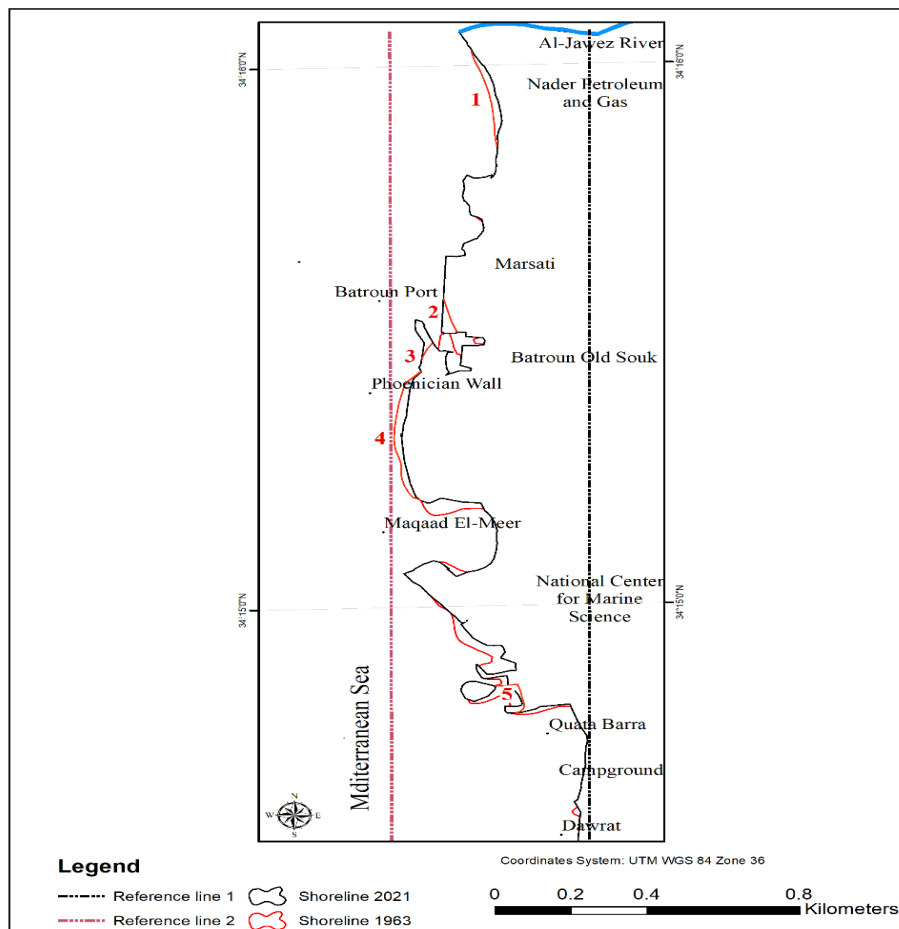 Al-Jawez River
34°16'0"N
34°16'0"N
Nader Petroleum
and Gas
1
Marsati
Batroun Port
2
3
Batroun Old Souk
Phoenician Wall
4
Maqaad El-Meer
National Center
for Marine
Science
34°15'0"N
34°15'0"N
Mditerranean Sea
5
Quata Barra
Campground
Dawrat
N
W E
S
Legend
Reference line 1
Shoreline 2021
Reference line 2
Shoreline 1963
Coordinates System: UTM WGS 84 Zone 36
0 0.2 0.4 0.8
Kilometers